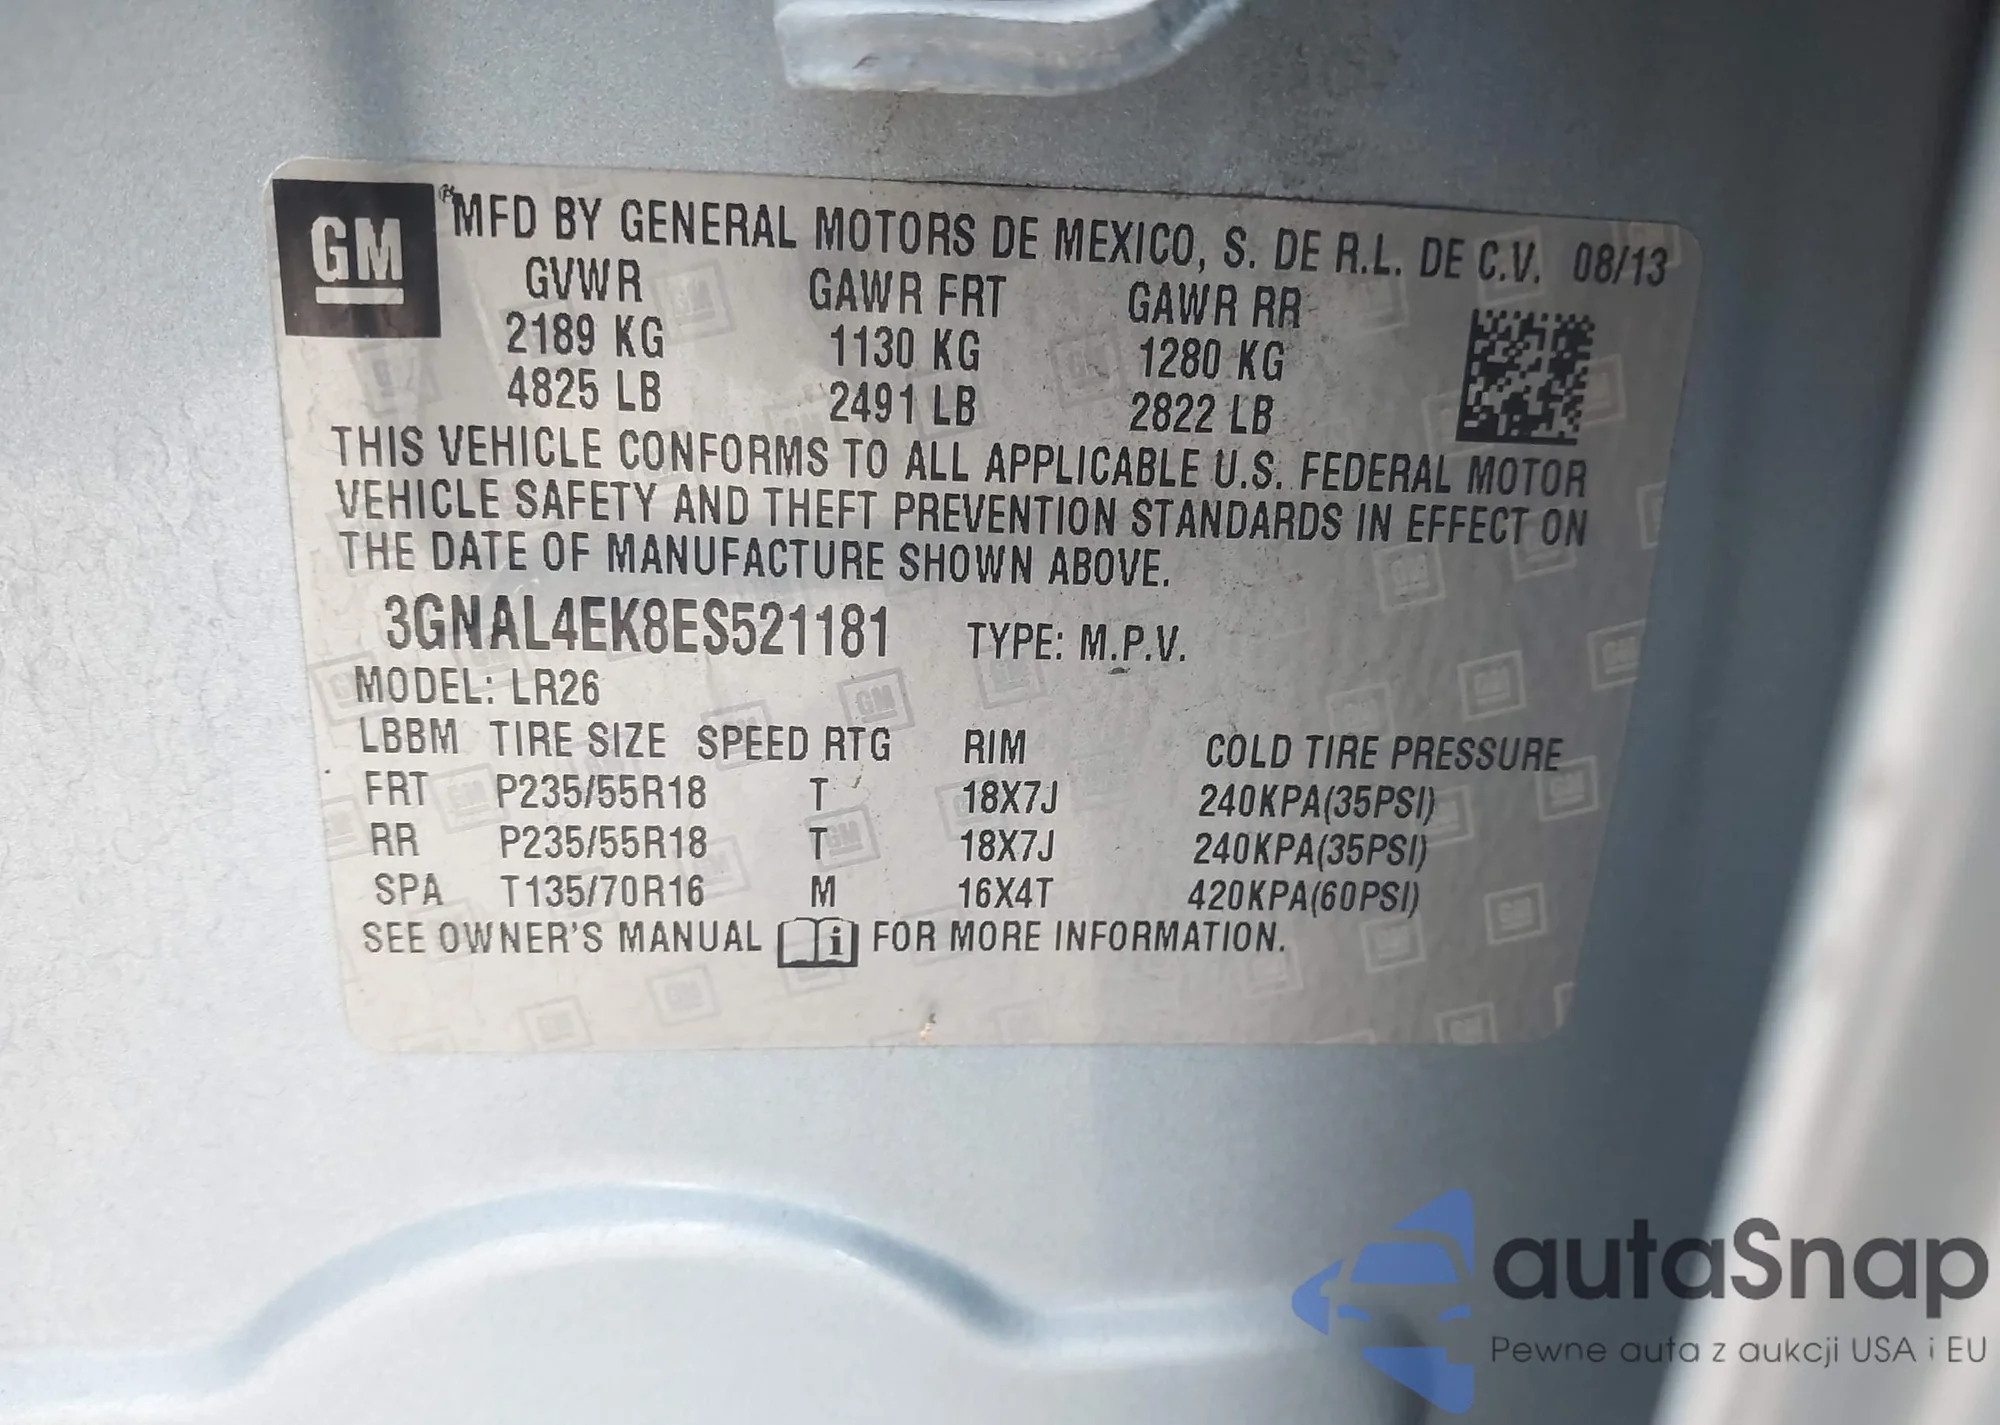 GM
MFD BY GENERAL MOTORS DE MEXICO, S. DE R.L. DE C.V. 08/13
GVWR GAWR FRT GAWR RR
2189 KG 1130 KG 1280 KG
4825 LB 2491 LB 2822 LB
THIS VEHICLE CONFORMS TO ALL APPLICABLE U.S. FEDERAL MOTOR
VEHICLE SAFETY AND THEFT PREVENTION STANDARDS IN EFFECT ON
THE DATE OF MANUFACTURE SHOWN ABOVE.
3GNAL4EK8ES521181 TYPE: M.P.V.
MODEL: LR26
LBBM TIRE SIZE SPEED RTG RIM COLD TIRE PRESSURE
FRT P235/55R18 T 18X7J 240KPA(35PSI)
RR P235/55R18 T 18X7J 240KPA(35PSI)
SPA T135/70R16 M 16X4T 420KPA(60PSI)
SEE OWNER'S MANUAL i FOR MORE INFORMATION.
autaSnap
Pewne auta z aukcji USA i EU